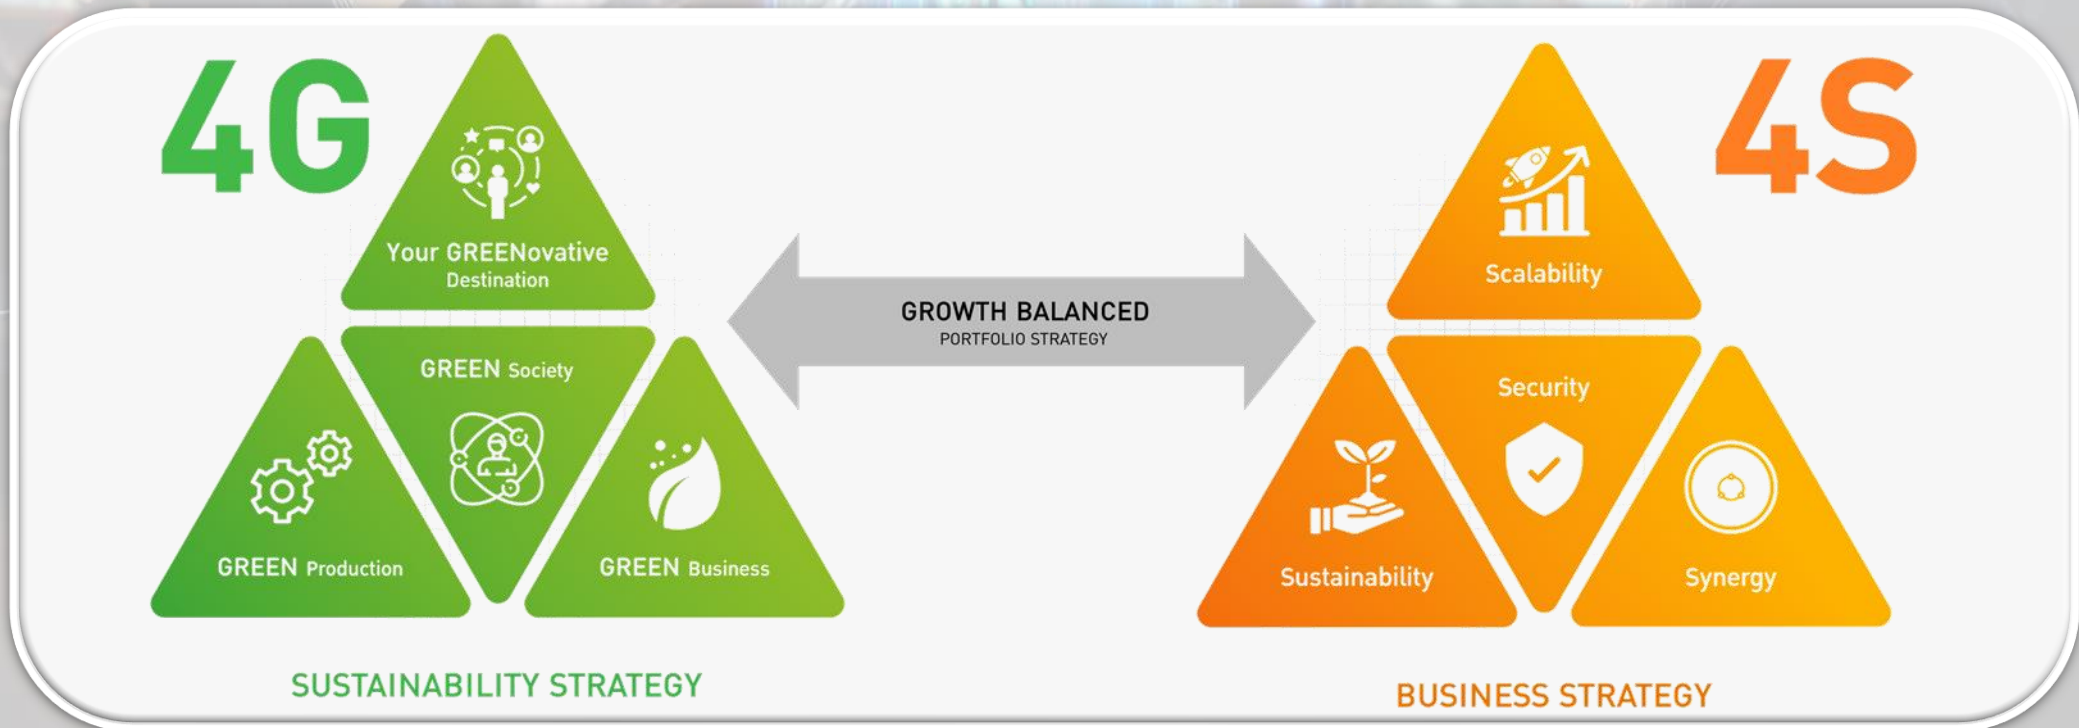 4G
Your GREENovative
Destination
GREEN Society
GREEN Production
GREEN Business
SUSTAINABILITY STRATEGY
GROWTH BALANCED
PORTFOLIO STRATEGY
4S
Scalability
Security
Sustainability
Synergy
BUSINESS STRATEGY